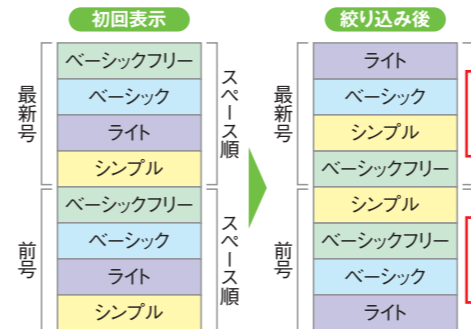 初回表示
絞り込み後
最新号
ベーシックフリー
ベーシック
ライト
シンプル
スペース順
前号
ベーシックフリー
ベーシック
ライト
シンプル
スペース順
最新号
ライト
ベーシック
シンプル
ベーシックフリー
前号
シンプル
ベーシックフリー
ベーシック
ライト